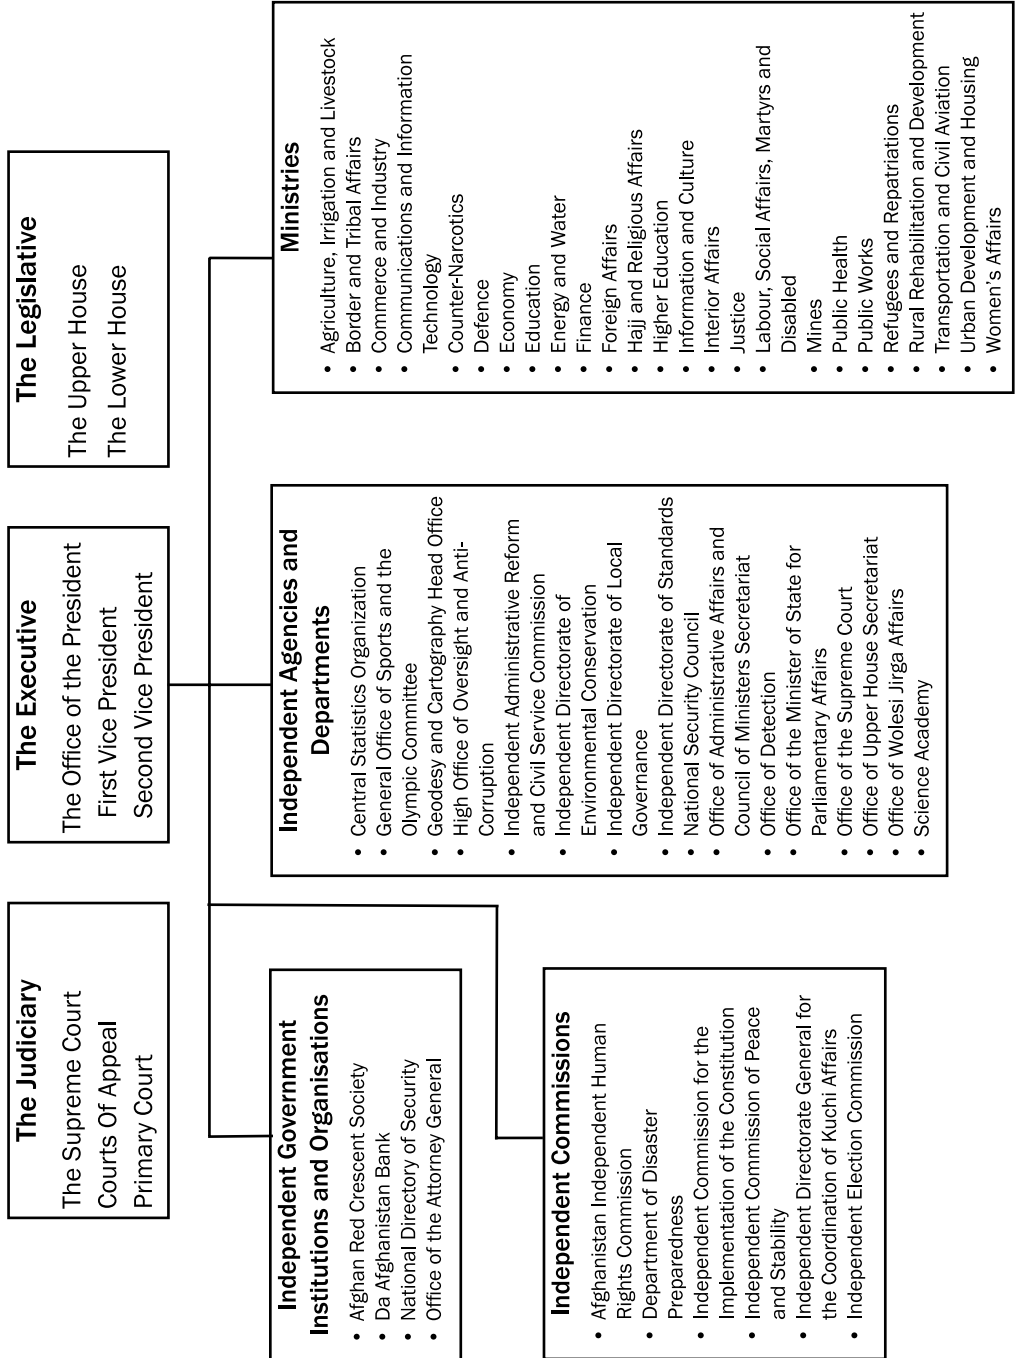 The Judiciary
The Supreme Court
Courts Of Appeal
Primary Court
The Executive
The Office of the President
First Vice President
Second Vice President
The Legislative
The Upper House
The Lower House
Independent Government
Institutions and Organisations
• Afghan Red Crescent Society
• Da Afghanistan Bank
• National Directory of Security
• Office of the Attorney General
Independent Commissions
• Afghanistan Independent Human
Rights Commission
• Department of Disaster
Preparedness
• Independent Commission for the
Implementation of the Constitution
• Independent Commission of Peace
and Stability
• Independent Directorate General for
the Coordination of Kuchi Affairs
• Independent Election Commission
Independent Agencies and
Departments
• Central Statistics Organization
• General Office of Sports and the
Olympic Committee
• Geodesy and Cartography Head Office
• High Office of Oversight and Anti-
Corruption
• Independent Administrative Reform
and Civil Service Commission
• Independent Directorate of
Environmental Conservation
• Independent Directorate of Local
Governance
• Independent Directorate of Standards
• National Security Council
• Office of Administrative Affairs and
Council of Ministers Secretariat
• Office of Detection
• Office of the Minister of State for
Parliamentary Affairs
• Office of the Supreme Court
• Office of Upper House Secretariat
• Office of Wolesi Jirga Affairs
• Science Academy
Ministries
• Agriculture, Irrigation and Livestock
• Border and Tribal Affairs
• Commerce and Industry
• Communications and Information
Technology
• Counter-Narcotics
• Defence
• Economy
• Education
• Energy and Water
• Finance
• Foreign Affairs
• Hajj and Religious Affairs
• Higher Education
• Information and Culture
• Interior Affairs
• Justice
• Labour, Social Affairs, Martyrs and
Disabled
• Mines
• Public Health
• Public Works
• Refugees and Repatriations
• Rural Rehabilitation and Development
• Transportation and Civil Aviation
• Urban Development and Housing
• Women's Affairs